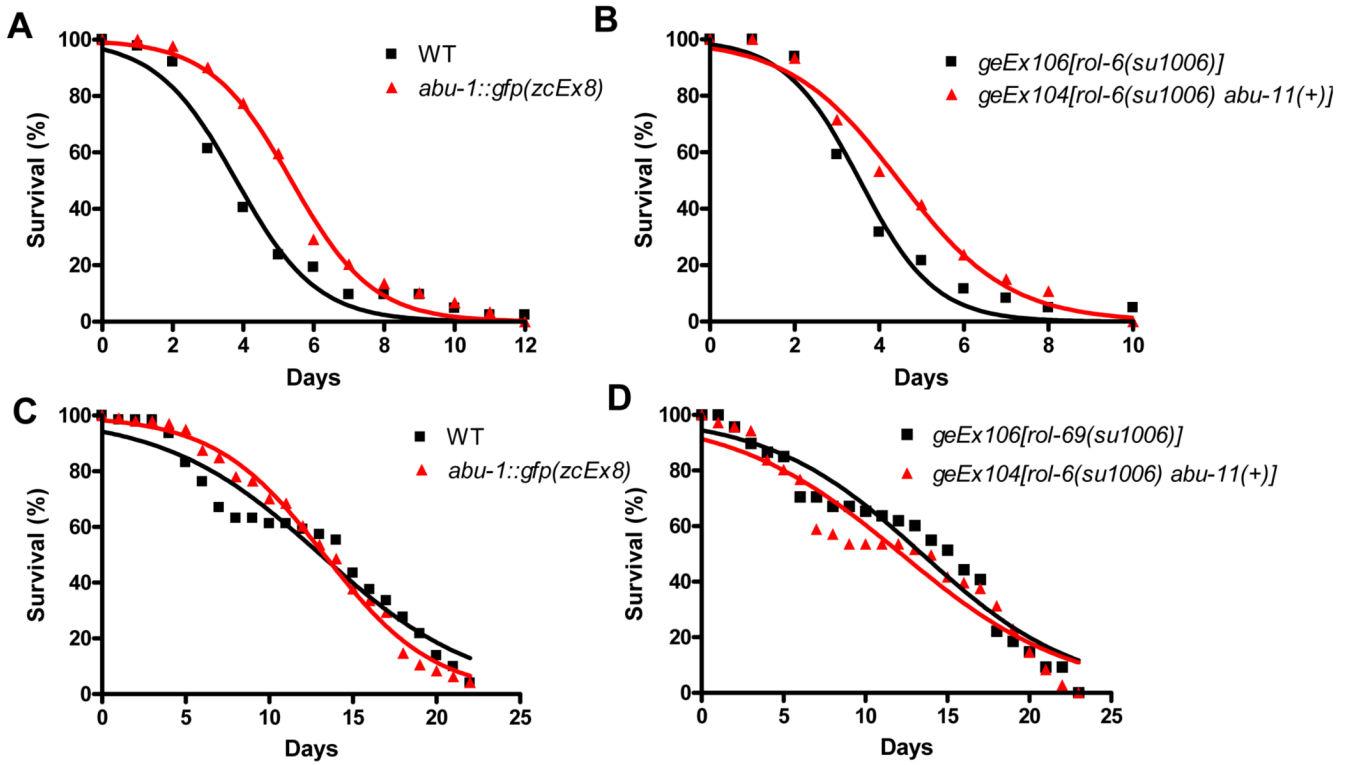 A
WT
abu-1::gfp(zcEx8)
Survival (%)
100
80
60
40
20
0
0 2 4 6 8 10 12
Days
B
geEx106[rol-6(su1006)]
geEx104[rol-6(su1006) abu-11(+)]
Survival (%)
100
80
60
40
20
0
0 2 4 6 8 10
Days
C
WT
abu-1::gfp(zcEx8)
Survival (%)
100
80
60
40
20
0
0 5 10 15 20 25
Days
D
geEx106[rol-69(su1006)]
geEx104[rol-6(su1006) abu-11(+)]
Survival (%)
100
80
60
40
20
0
0 5 10 15 20 25
Days